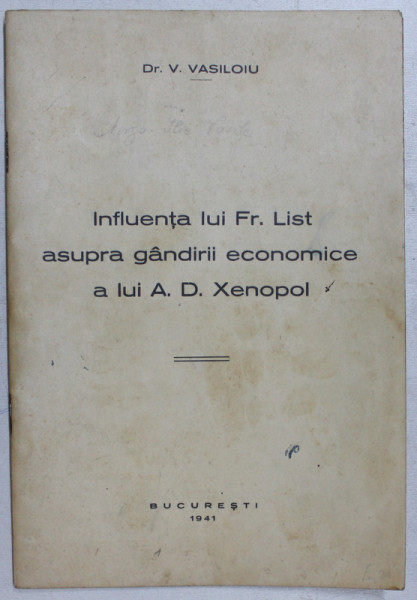 Dr. V. VASILOIU
Influența lui Fr. List
asupra gândirii economice
a lui A. D. Xenopol
BUCUREȘTI
1941